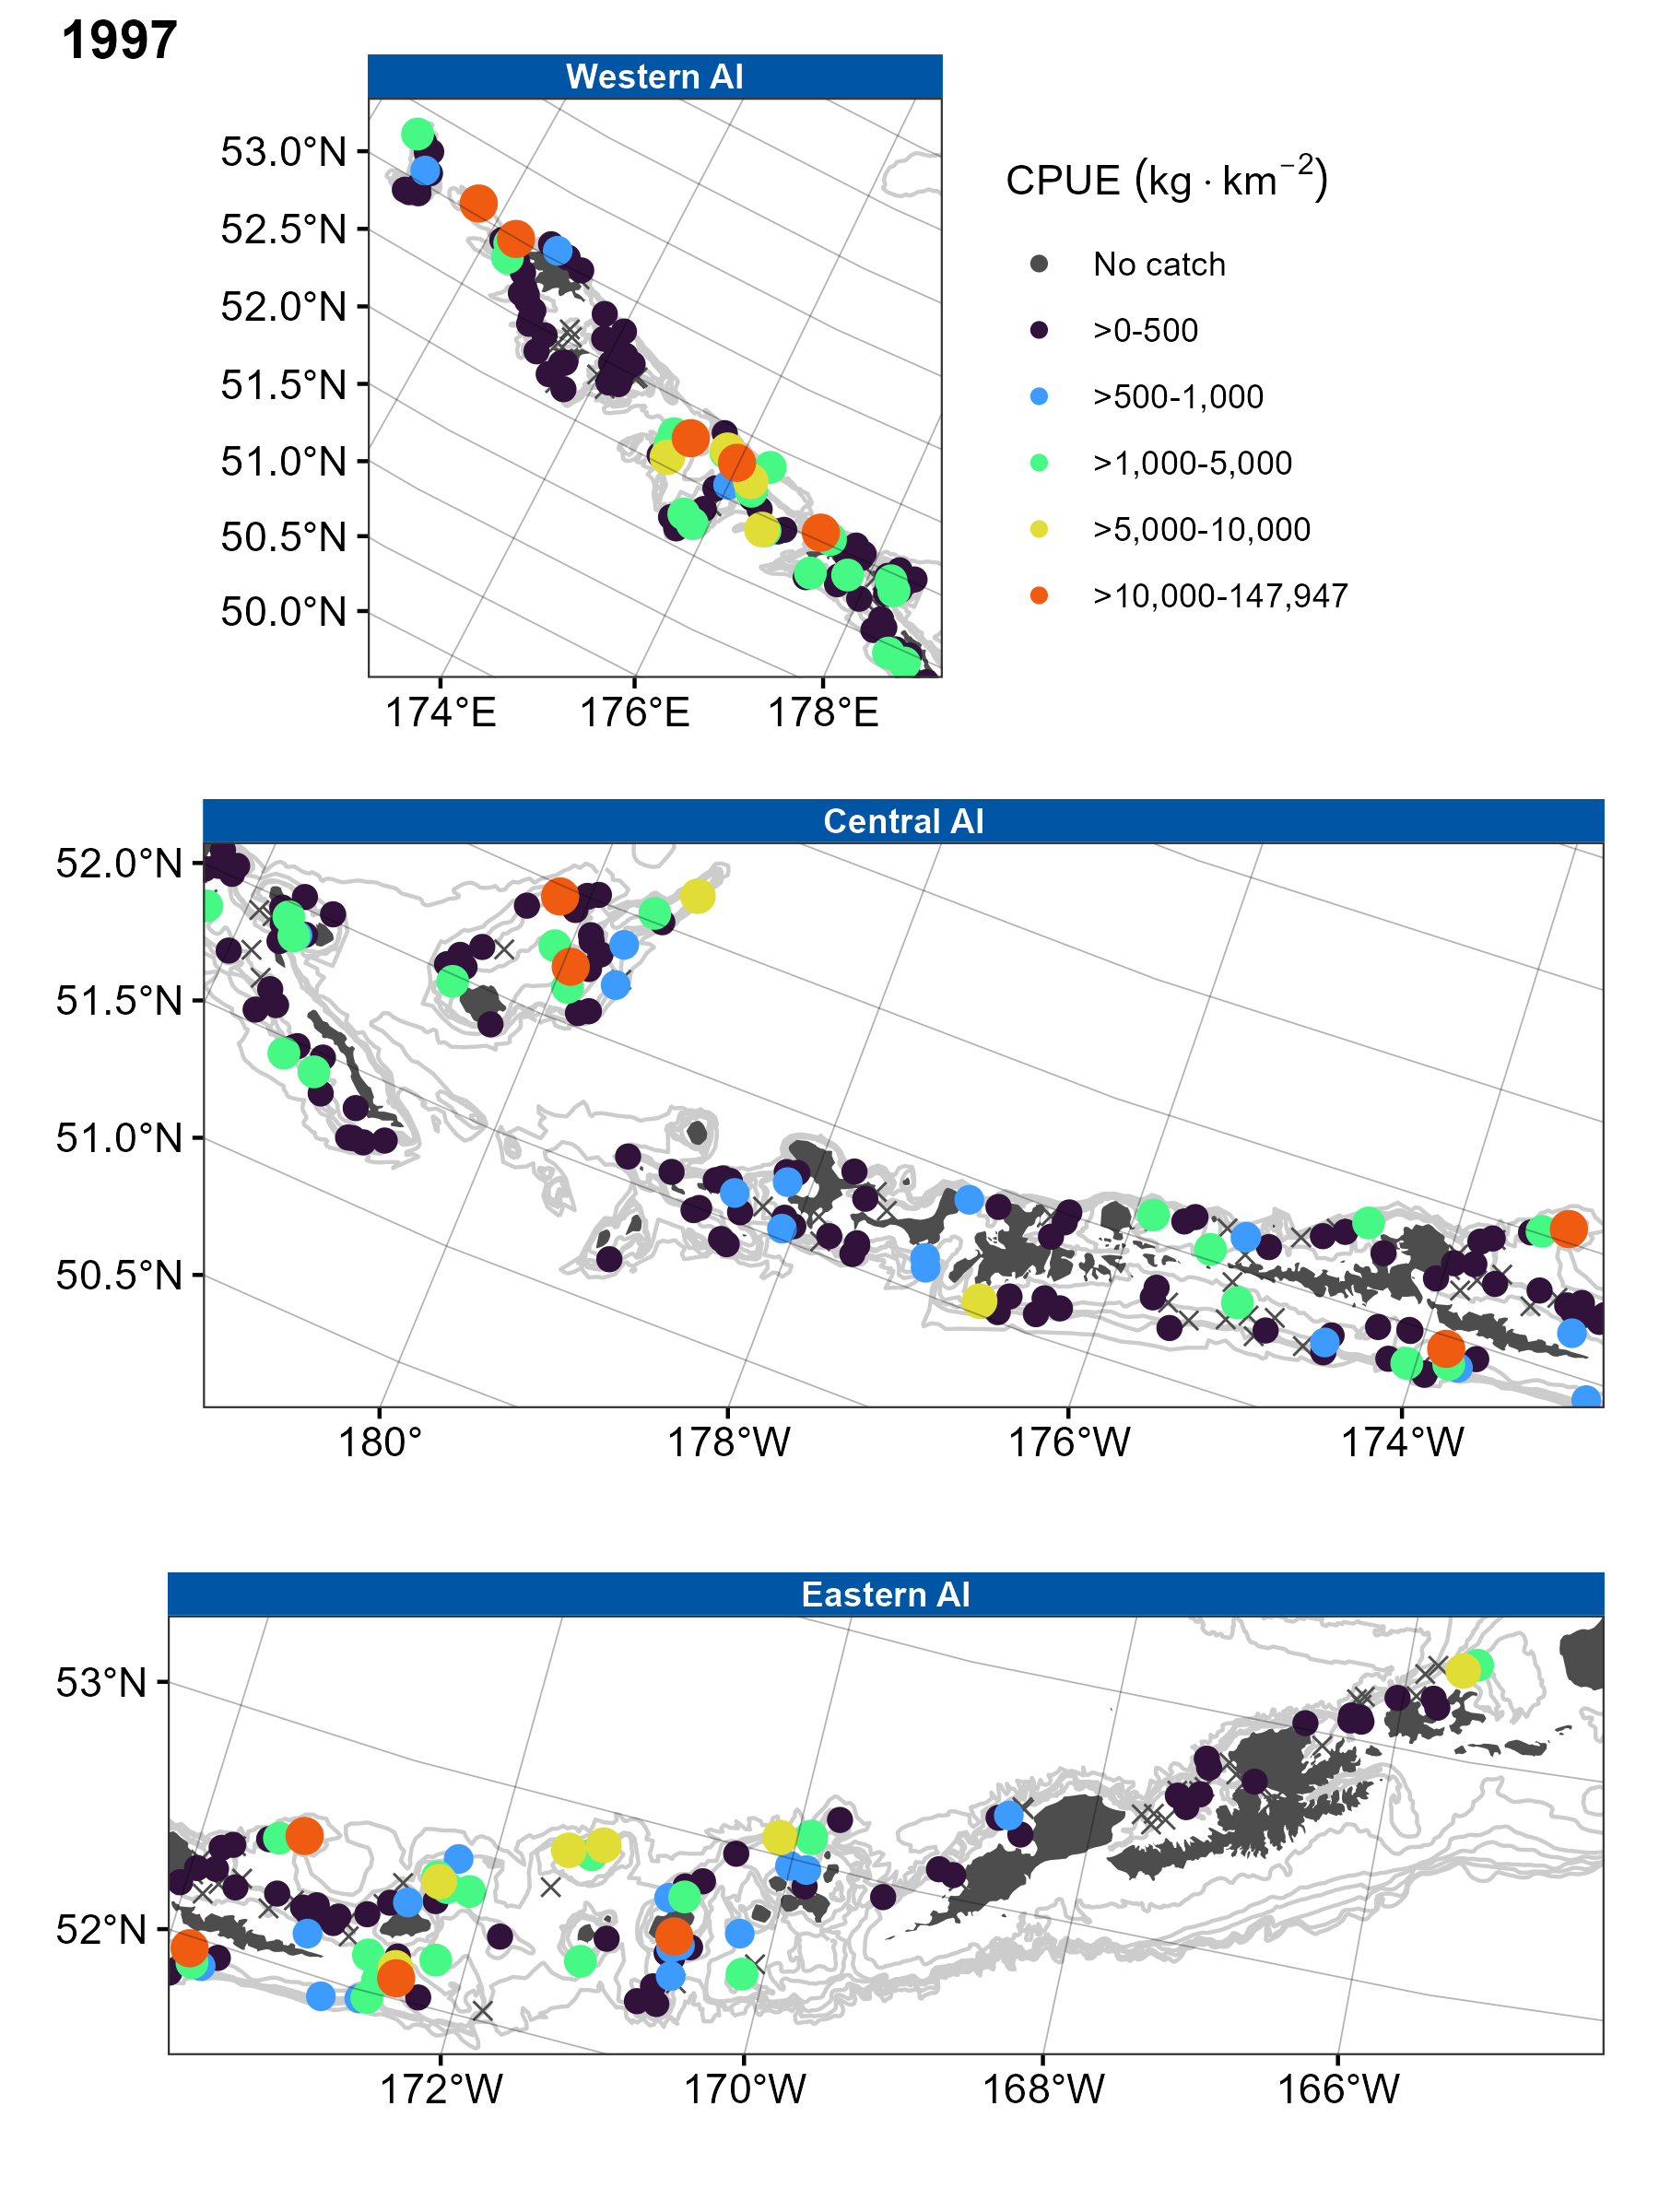 1997
Western AI
53.0°N
52.5°N
52.0°N
51.5°N
51.0°N
50.5°N
50.0°N
174°E 176°E 178°E
CPUE (kg · km⁻²)
No catch
>0-500
>500-1,000
>1,000-5,000
>5,000-10,000
>10,000-147,947
Central AI
52.0°N
51.5°N
51.0°N
50.5°N
180° 178°W 176°W 174°W
Eastern AI
53°N
52°N
172°W 170°W 168°W 166°W